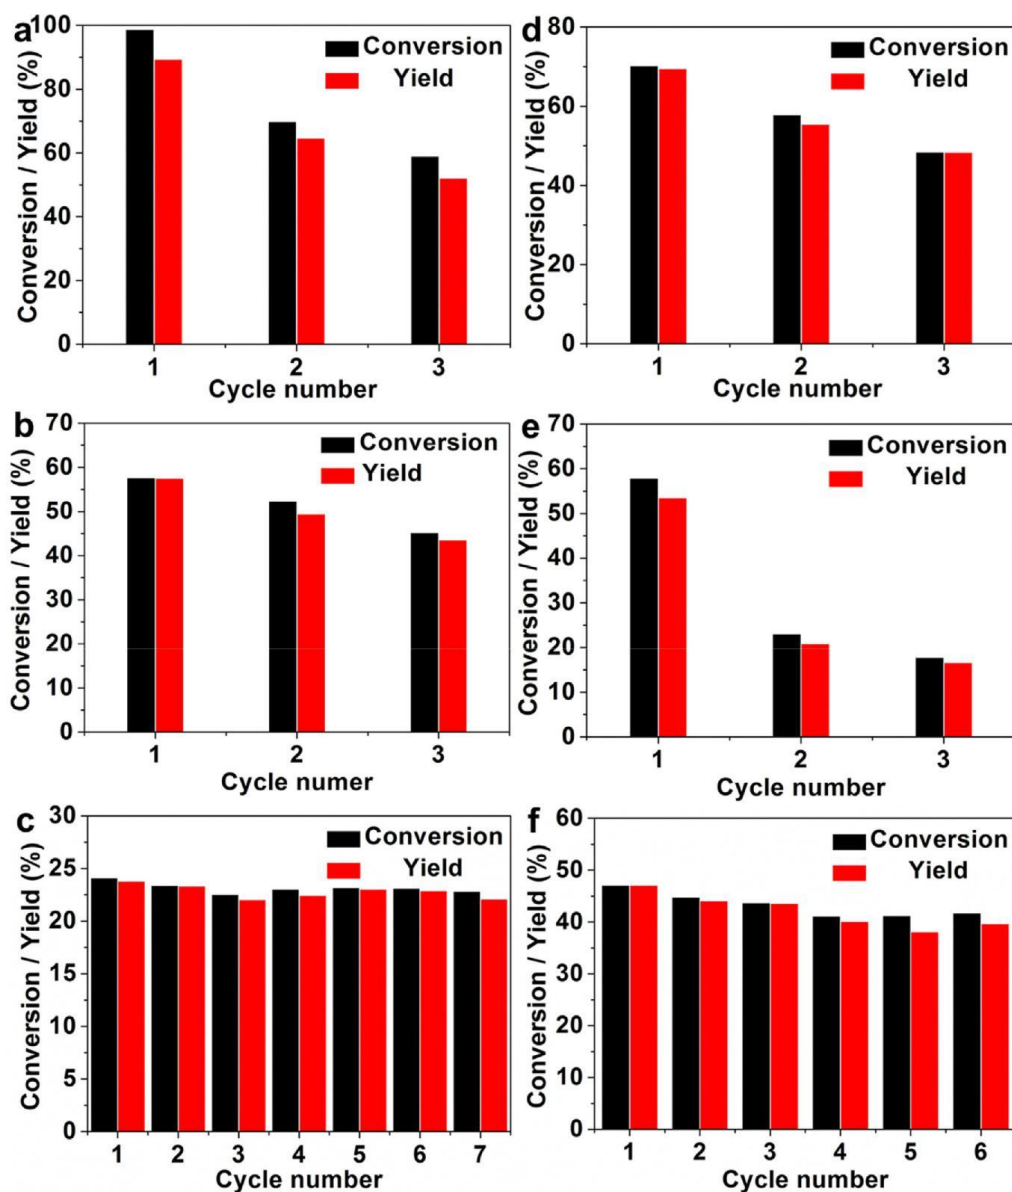 a
Conversion / Yield (%)
100
80
60
40
20
0
Conversion
Yield
1 2 3
Cycle number
d
Conversion / Yield (%)
80
60
40
20
0
Conversion
Yield
1 2 3
Cycle number
b
Conversion / Yield (%)
70
60
50
40
30
20
10
0
Conversion
Yield
1 2 3
Cycle numer
e
Conversion / Yield (%)
70
60
50
40
30
20
10
0
Conversion
Yield
1 2 3
Cycle number
c
Conversion / Yield (%)
30
25
20
15
10
5
0
Conversion
Yield
1 2 3 4 5 6 7
Cycle number
f
Conversion / Yield (%)
60
50
40
30
20
10
0
Conversion
Yield
1 2 3 4 5 6
Cycle number